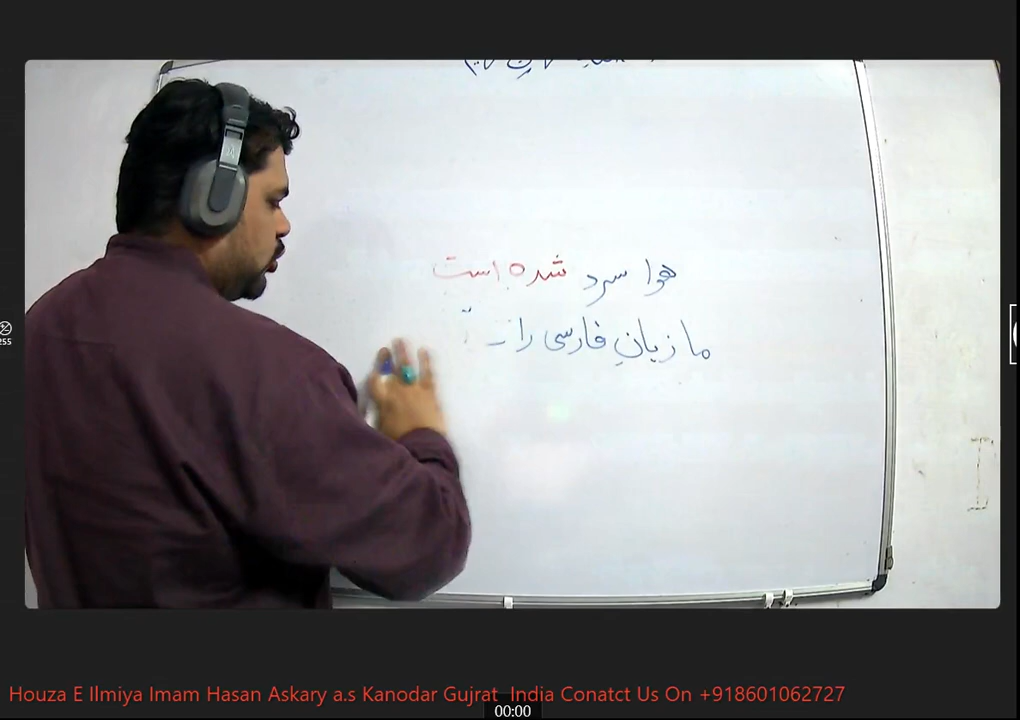 هوا سرد شده است
ما زبانِ فارسی را
255
Houza E Ilmiya Imam Hasan Askary a.s Kanodar Gujrat India Conatct Us On +918601062727
00:00